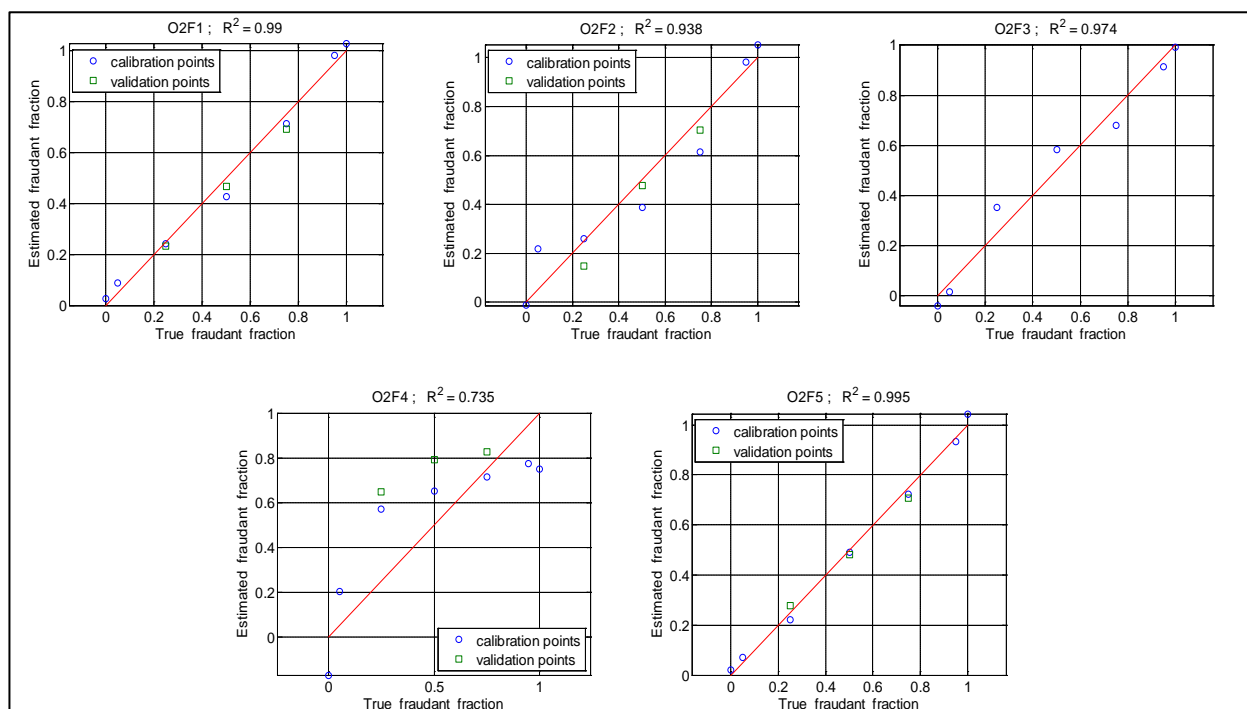 O2F1 ; R² = 0.99
1
0.8
0.6
0.4
0.2
0
calibration points
validation points
Estimated fraudant fraction
0 0.2 0.4 0.6 0.8 1
True fraudant fraction
O2F2 ; R² = 0.938
1
0.8
0.6
0.4
0.2
0
calibration points
validation points
Estimated fraudant fraction
0 0.2 0.4 0.6 0.8 1
True fraudant fraction
O2F3 ; R² = 0.974
1
0.8
0.6
0.4
0.2
0
Estimated fraudant fraction
0 0.2 0.4 0.6 0.8 1
True fraudant fraction
O2F4 ; R² = 0.735
1
0.8
0.6
0.4
0.2
0
Estimated fraudant fraction
calibration points
validation points
0 0.5 1
True fraudant fraction
O2F5 ; R² = 0.995
1
0.8
0.6
0.4
0.2
0
calibration points
validation points
Estimated fraudant fraction
0 0.2 0.4 0.6 0.8 1
True fraudant fraction